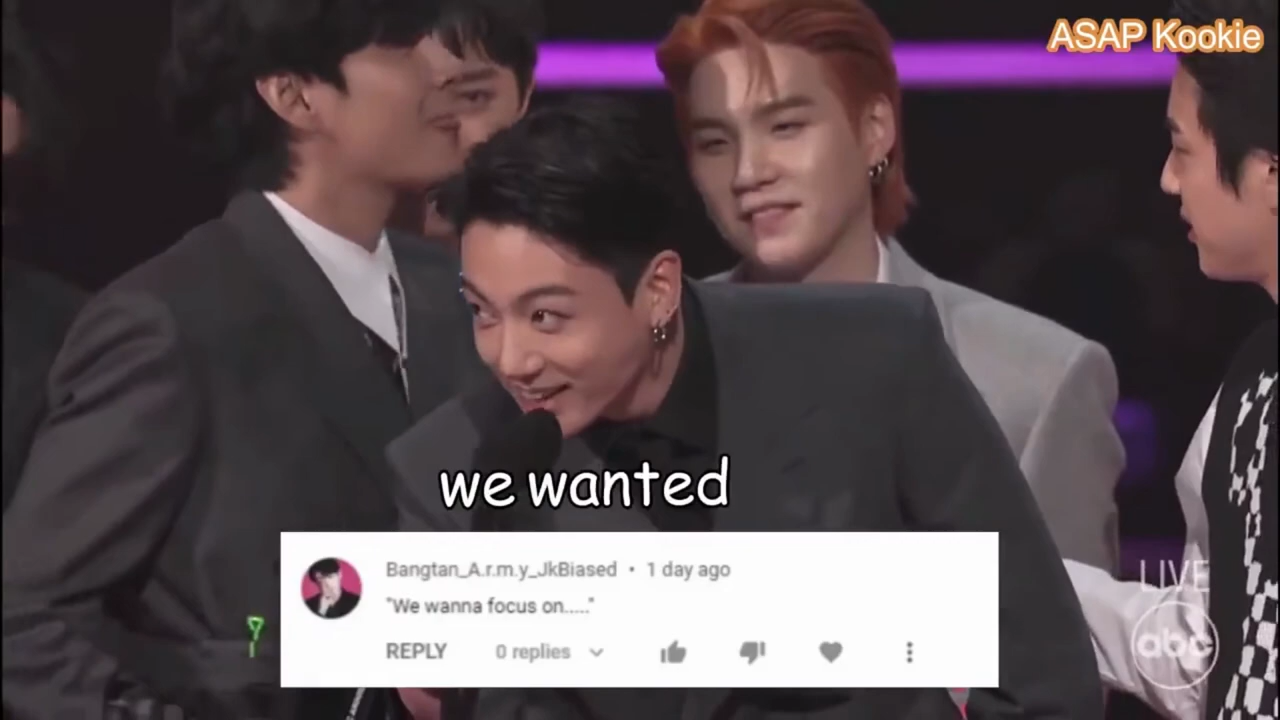 ASAP Kookie
we wanted
Bangtan_A.r.m.y_JkBiased • 1 day ago
"We wanna focus on....."
REPLY 0 replies
LIVE
abc